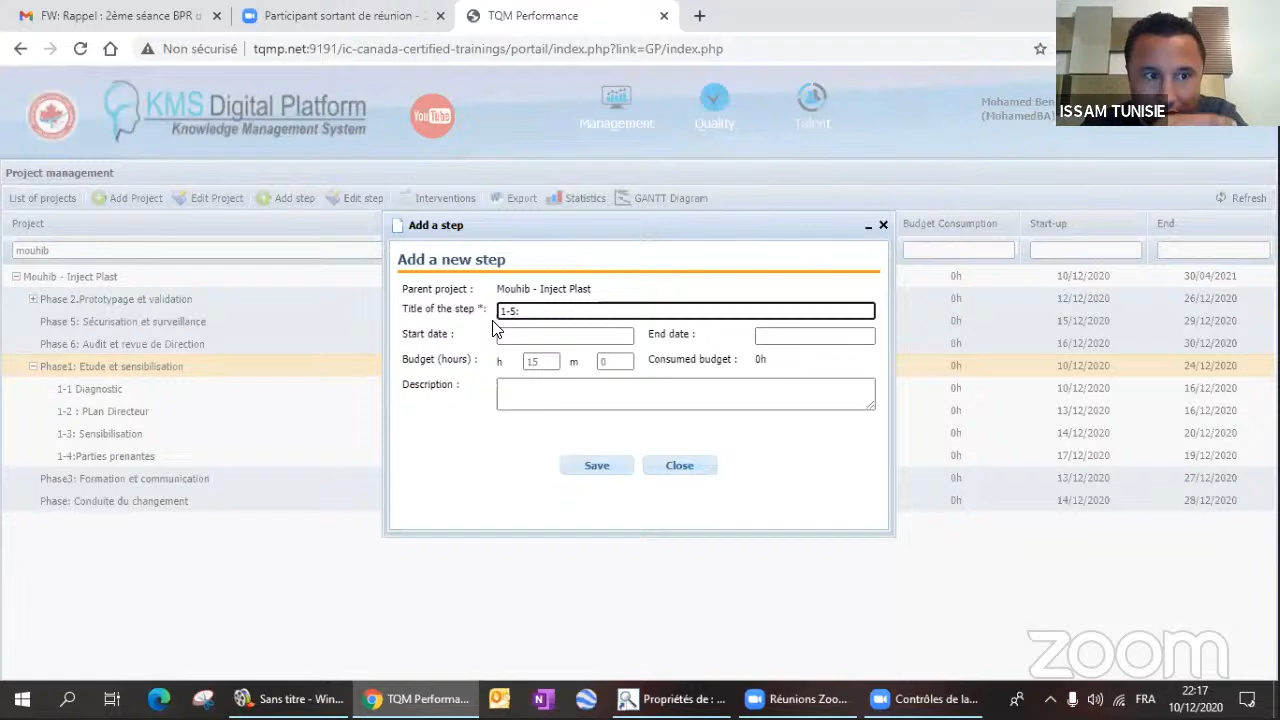 FW: Rappel : 2ème séance BPR
Participant sortant de réunion - 2
TQM Performance
Non sécurisé
tqmp.net:9191/ic-canada-certified-trainings/portail/index.php?link=GP/index.php
KMS Digital Platform
Knowledge Management System
You Tube
Management
Quality
Talent
Mohamed Ben
(MohamedBA)
ISSAM TUNISIE
Project management
List of projects
Add Project
Edit Project
Add step
Edit step
Interventions
Export
Statistics
GANTT Diagram
Refresh
Project
Budget Consumption
Start-up
End
mouhib
Mouhib - Inject Plast 0h 10/12/2020 30/04/2021
Phase 2.Prototypage et validation 0h 12/12/2020 26/12/2020
Phase 5: Sécurisation et surveillance 0h 15/12/2020 29/12/2020
Phase 6: Audit et revue de Direction 0h 16/12/2020 30/12/2020
Phase1: Etude et sensibilisation 0h 10/12/2020 24/12/2020
1-1 Diagnostic 0h 10/12/2020 16/12/2020
1-2 : PLan Directeur 0h 13/12/2020 16/12/2020
1-3: Sensibilisation 0h 14/12/2020 20/12/2020
1-4:Parties prenantes 0h 17/12/2020 19/12/2020
Phase3: Formation et communication 0h 13/12/2020 27/12/2020
Phase: Conduite du changement 0h 14/12/2020 28/12/2020
Add a step
Add a new step
Parent project : Mouhib - Inject Plast
Title of the step *: 1-5:
Start date : End date :
Budget (hours) : h 15 m 0 Consumed budget : 0h
Description :
Save
Close
zoom
Sans titre - Win...
TQM Performa...
Propriétés de : ...
Réunions Zoo...
Contrôles de la...
FRA
22:17
10/12/2020